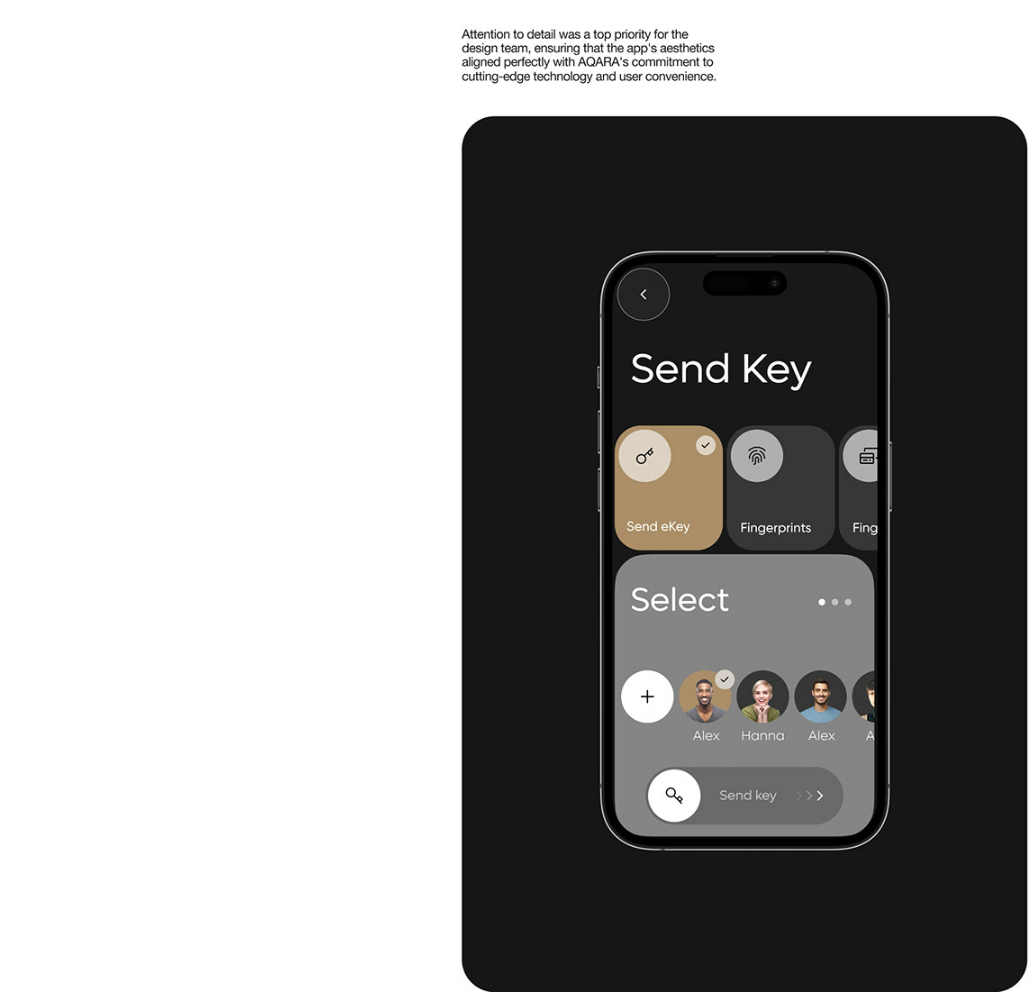 Attention to detail was a top priority for the
design team, ensuring that the app's aesthetics
aligned perfectly with AQARA's commitment to
cutting-edge technology and user convenience.
Send Key
Send eKey
Fingerprints
Fing
Select
Alex
Hanna
Alex
A
Send key